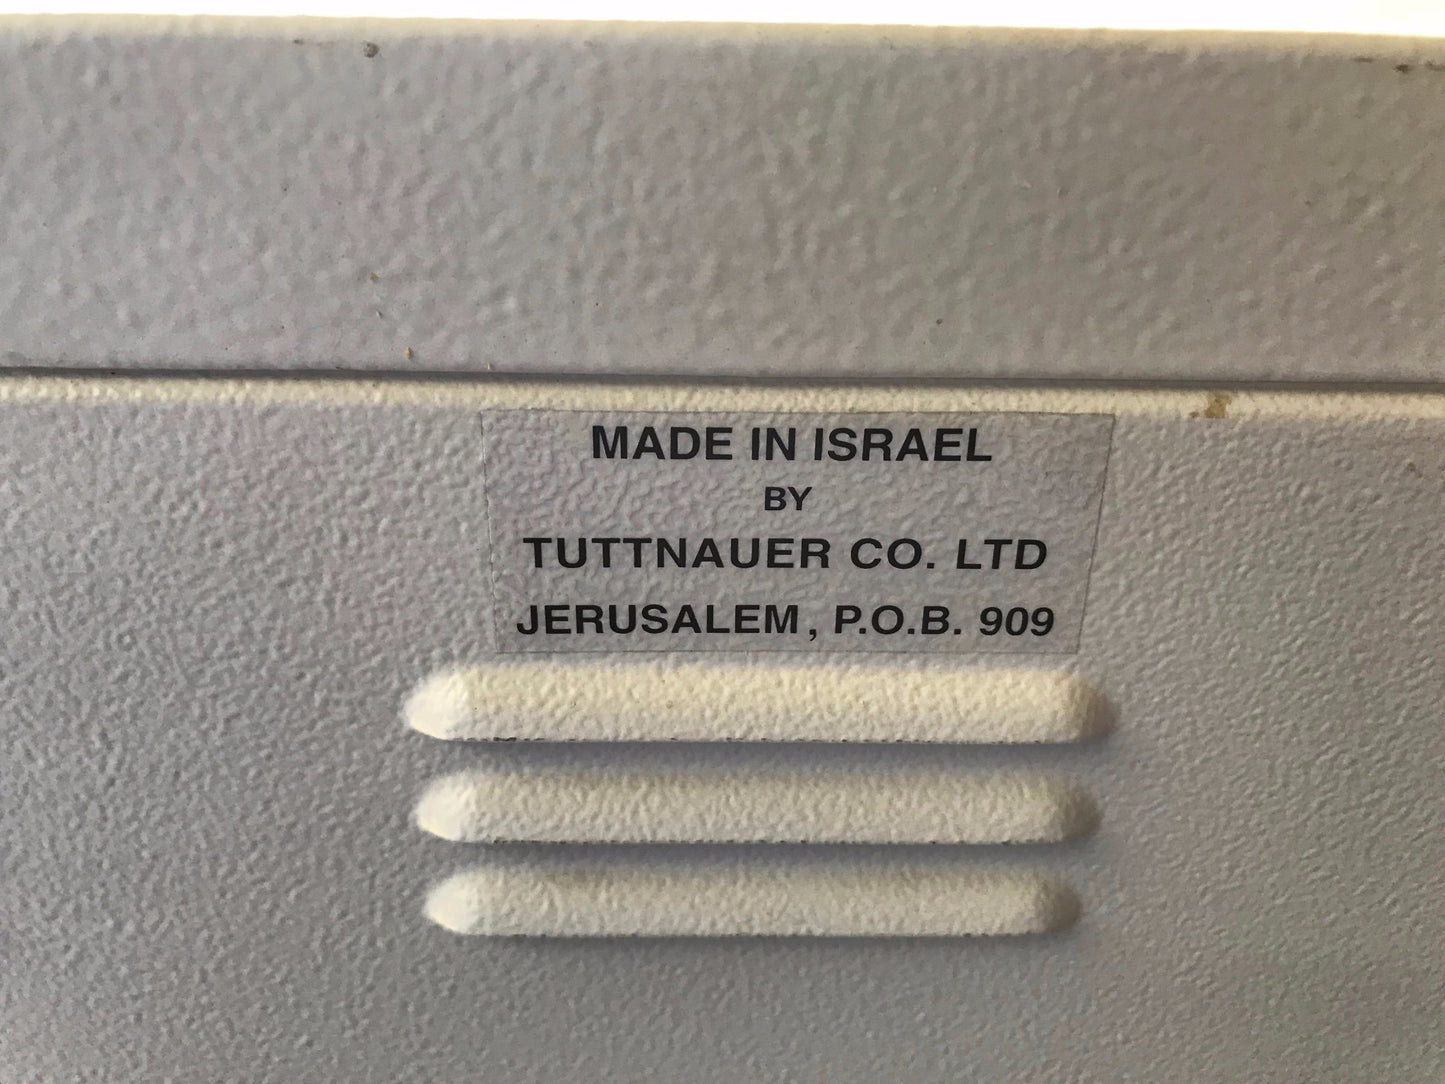 MADE IN ISRAEL
BY
TUTTNAUER CO. LTD
JERUSALEM, P.O.B. 909